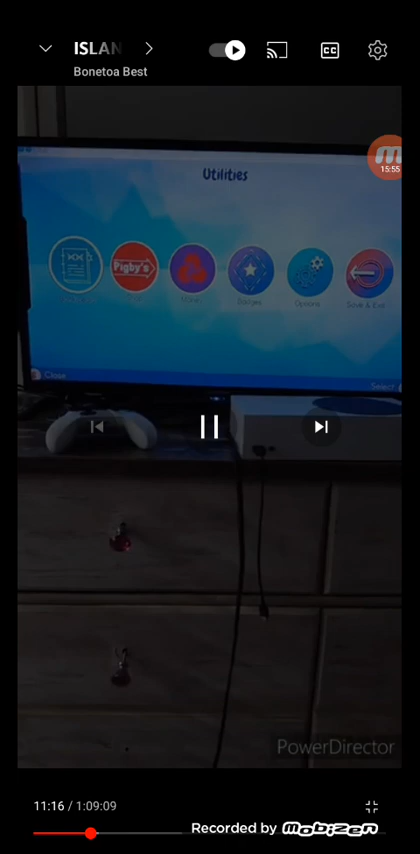 ISLAN
Bonetoa Best
CC
15:55
Utilities
Pigby's
Badges
Options
Save & Exit
Close
Select
PowerDirector
11:16 / 1:09:09
Recorded by MOBIZEN